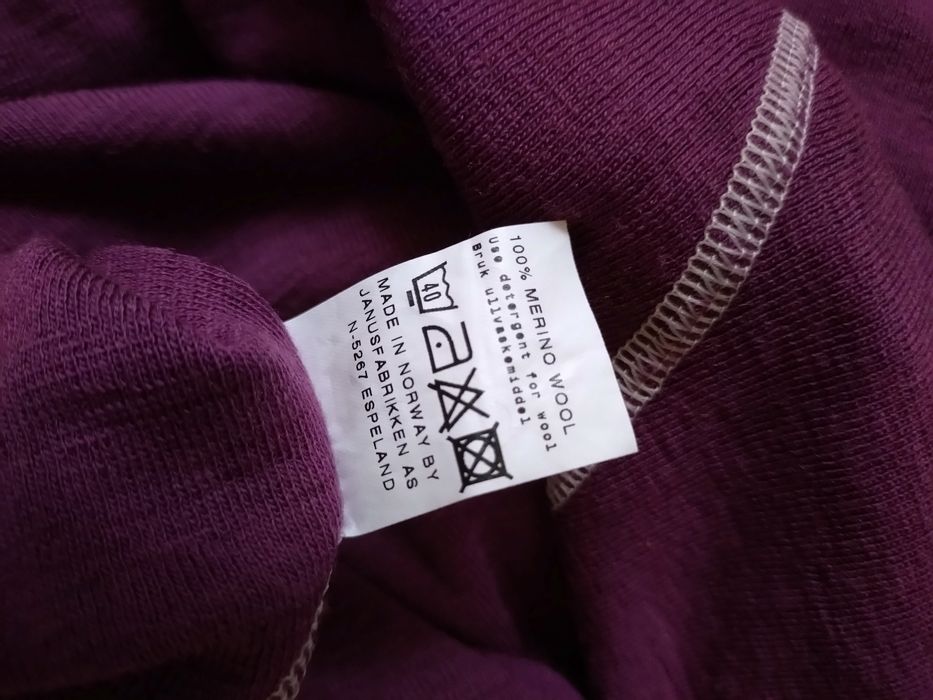 100% MERINO WOOL
Use detergent for wool
Bruk ullvaskemiddel
40
MADE IN NORWAY BY
JANUSFABRIKKEN AS
N-5267 ESPELAND